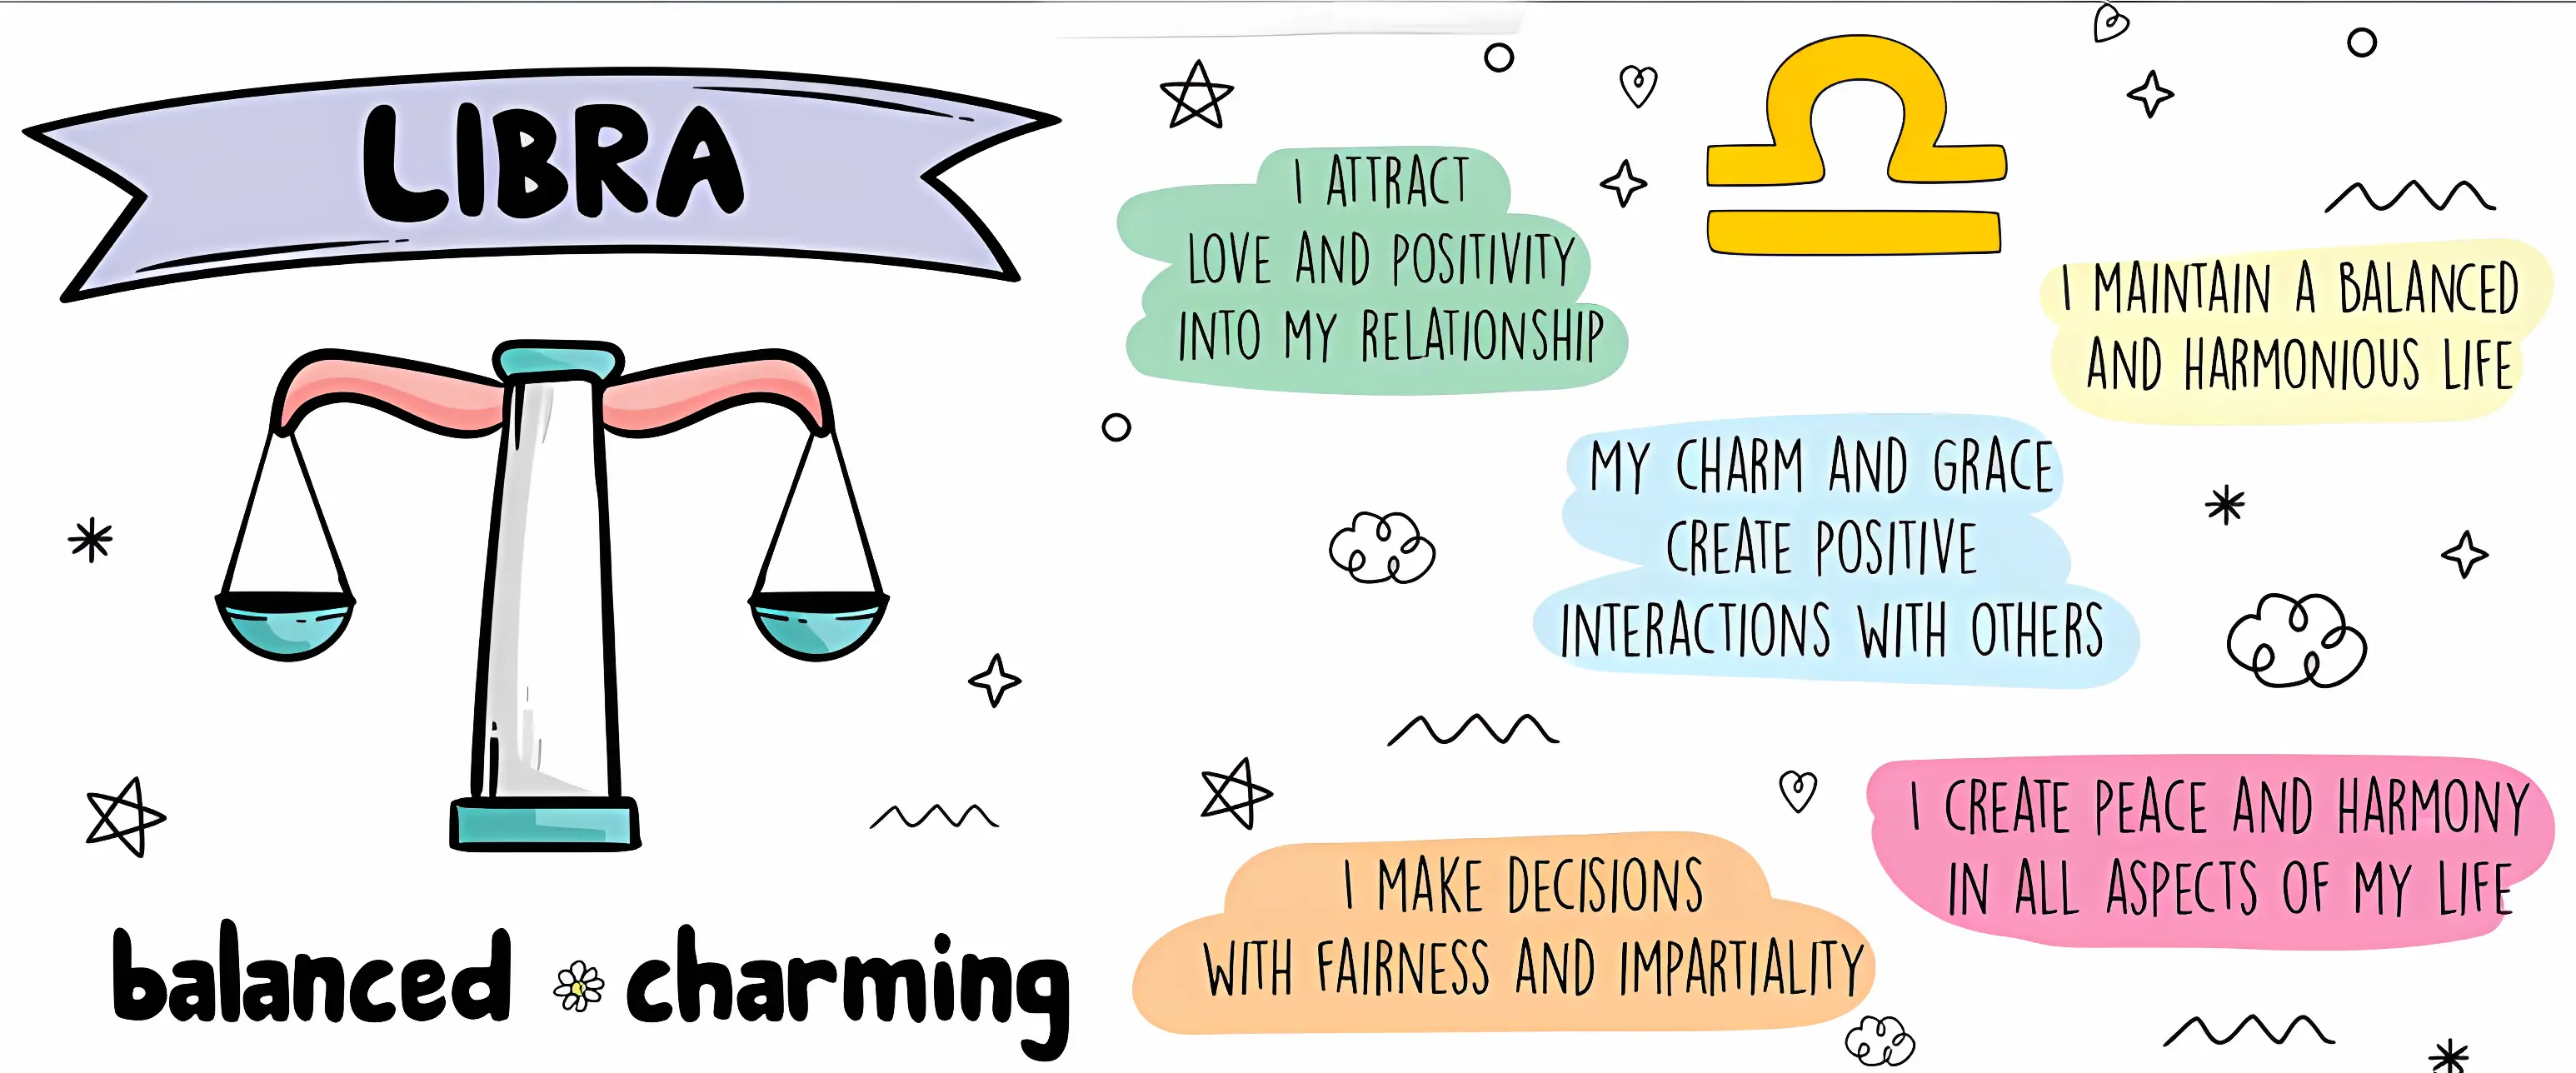 LIBRA
balanced charming
I ATTRACT
LOVE AND POSITIVITY
INTO MY RELATIONSHIP
I MAINTAIN A BALANCED
AND HARMONIOUS LIFE
MY CHARM AND GRACE
CREATE POSITIVE
INTERACTIONS WITH OTHERS
I CREATE PEACE AND HARMONY
IN ALL ASPECTS OF MY LIFE
I MAKE DECISIONS
WITH FAIRNESS AND IMPARTIALITY